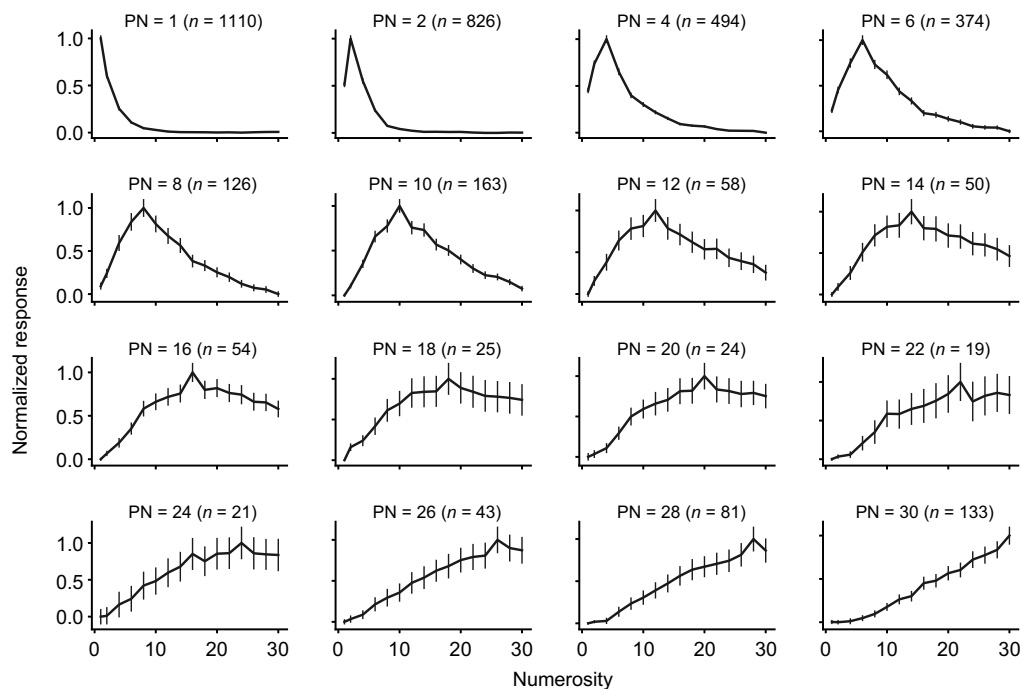 PN = 1 (n = 1110)
PN = 2 (n = 826)
PN = 4 (n = 494)
PN = 6 (n = 374)
1.0
0.5
0.0
PN = 8 (n = 126)
PN = 10 (n = 163)
PN = 12 (n = 58)
PN = 14 (n = 50)
1.0
0.5
0.0
Normalized response
PN = 16 (n = 54)
PN = 18 (n = 25)
PN = 20 (n = 24)
PN = 22 (n = 19)
1.0
0.5
0.0
PN = 24 (n = 21)
PN = 26 (n = 43)
PN = 28 (n = 81)
PN = 30 (n = 133)
1.0
0.5
0.0
0 10 20 30
0 10 20 30
0 10 20 30
0 10 20 30
Numerosity